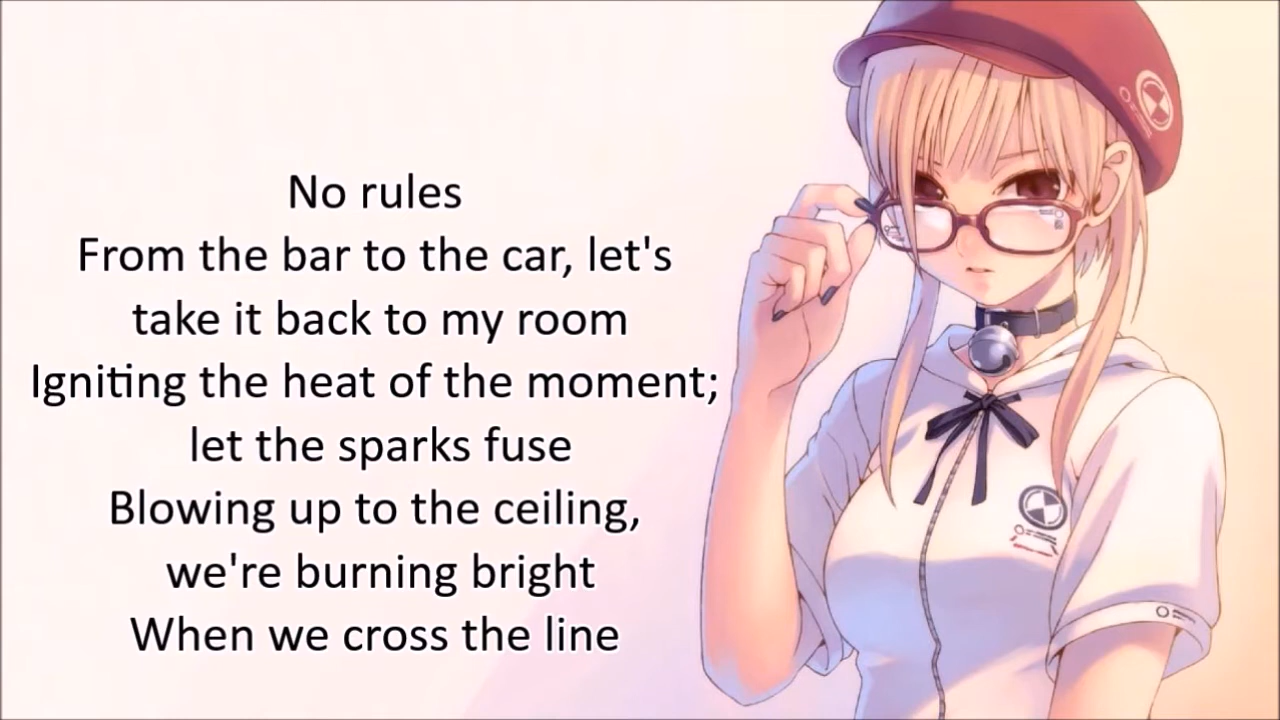 No rules
From the bar to the car, let's
take it back to my room
Igniting the heat of the moment;
let the sparks fuse
Blowing up to the ceiling,
we're burning bright
When we cross the line